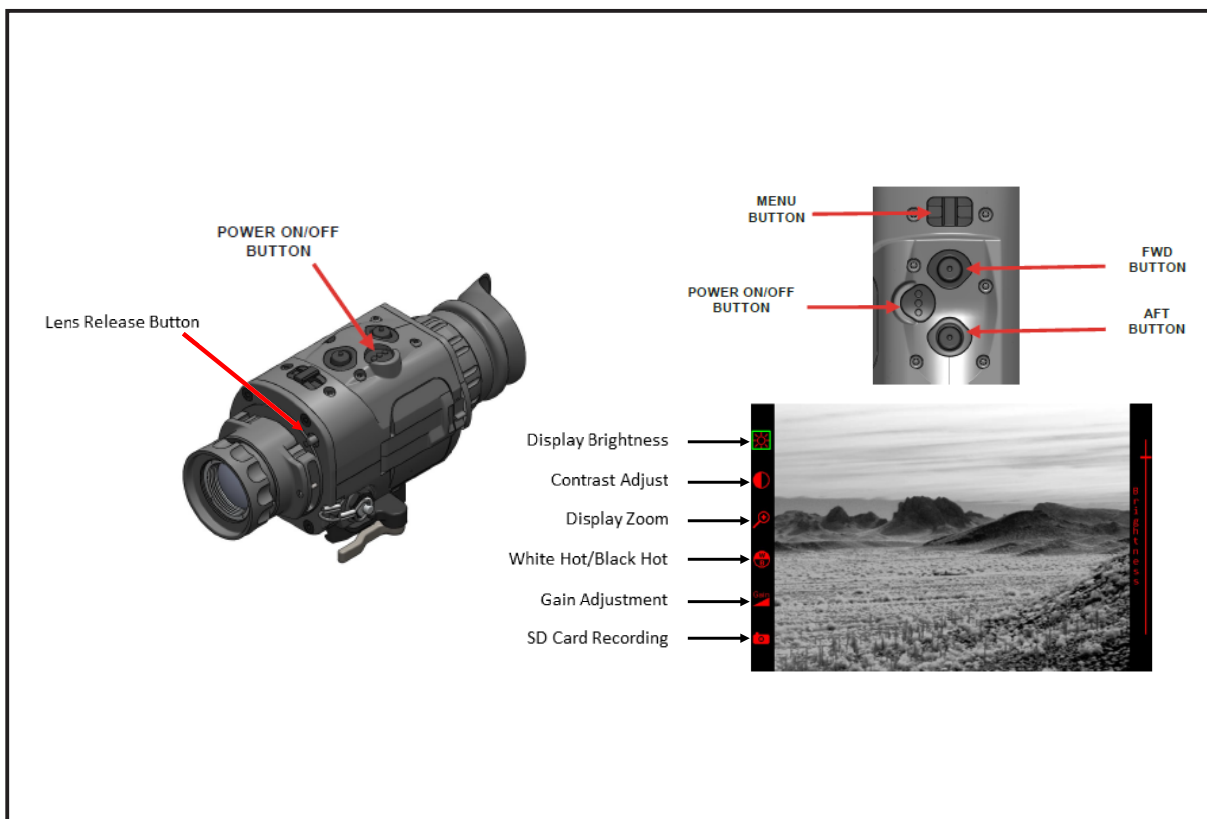 POWER ON/OFF
BUTTON
Lens Release Button
MENU
BUTTON
FWD
BUTTON
POWER ON/OFF
BUTTON
AFT
BUTTON
Display Brightness
Contrast Adjust
Display Zoom
White Hot/Black Hot
W
B
Gain Adjustment
Gain
SD Card Recording
Brightness